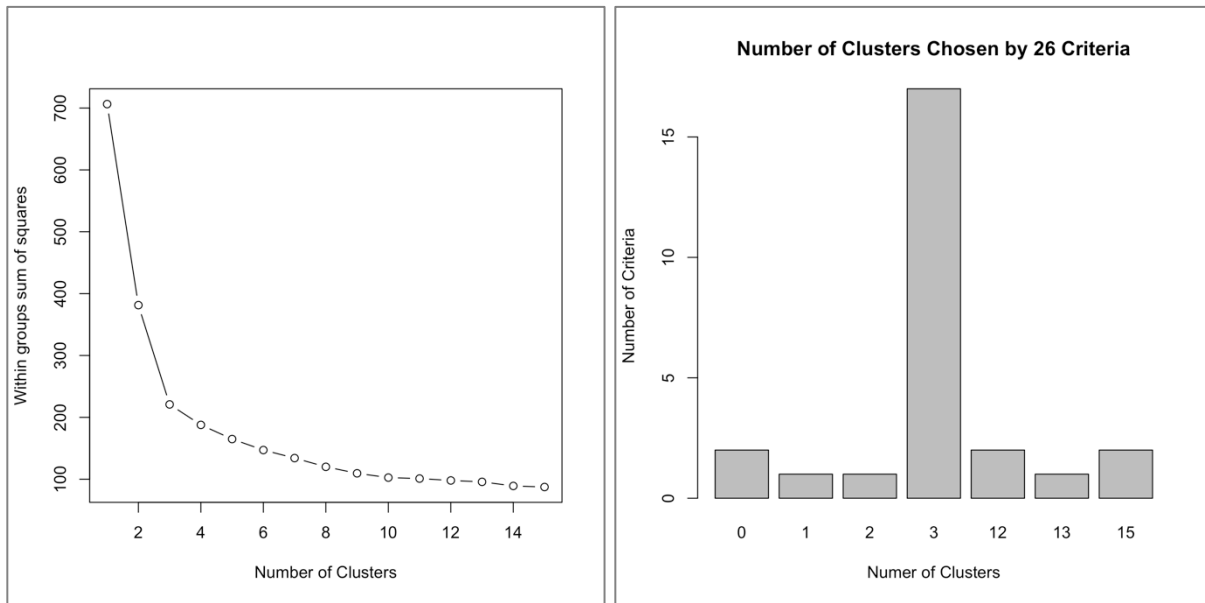 Within groups sum of squares
700
600
500
400
300
200
100
2 4 6 8 10 12 14
Number of Clusters
Number of Clusters Chosen by 26 Criteria
Number of Criteria
15
10
5
0
0 1 2 3 12 13 15
Numer of Clusters